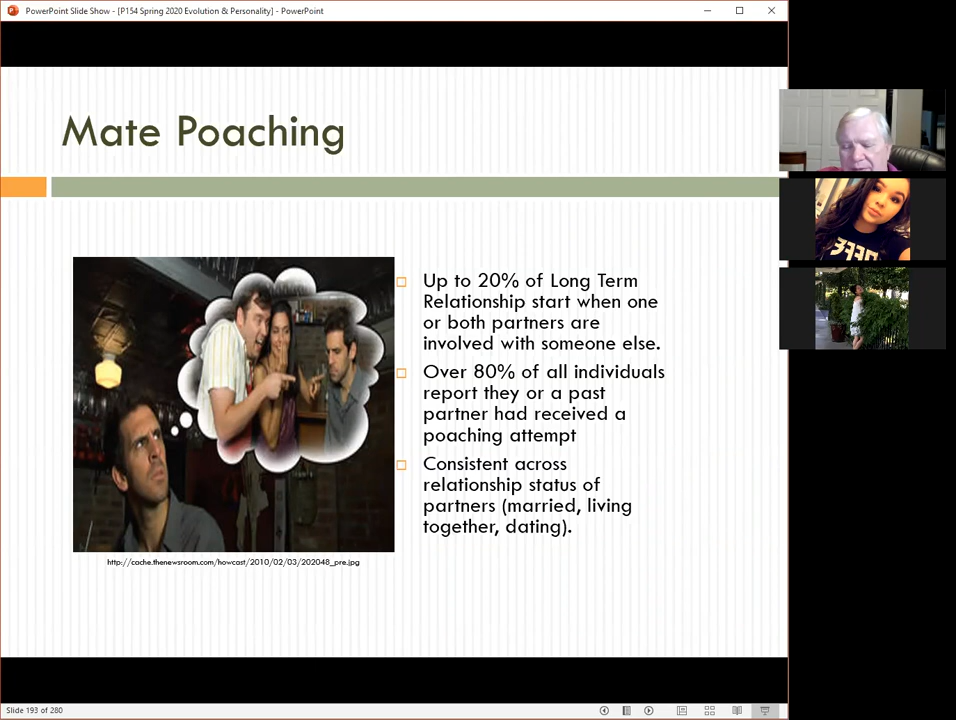 PowerPoint Slide Show - [P154 Spring 2020 Evolution & Personality] - PowerPoint
Mate Poaching
Up to 20% of Long Term
Relationship start when one
or both partners are
involved with someone else.
Over 80% of all individuals
report they or a past
partner had received a
poaching attempt
Consistent across
relationship status of
partners (married, living
together, dating).
http://cache.thenewsroom.com/howcast/2010/02/03/202048_pre.jpg
Slide 193 of 280